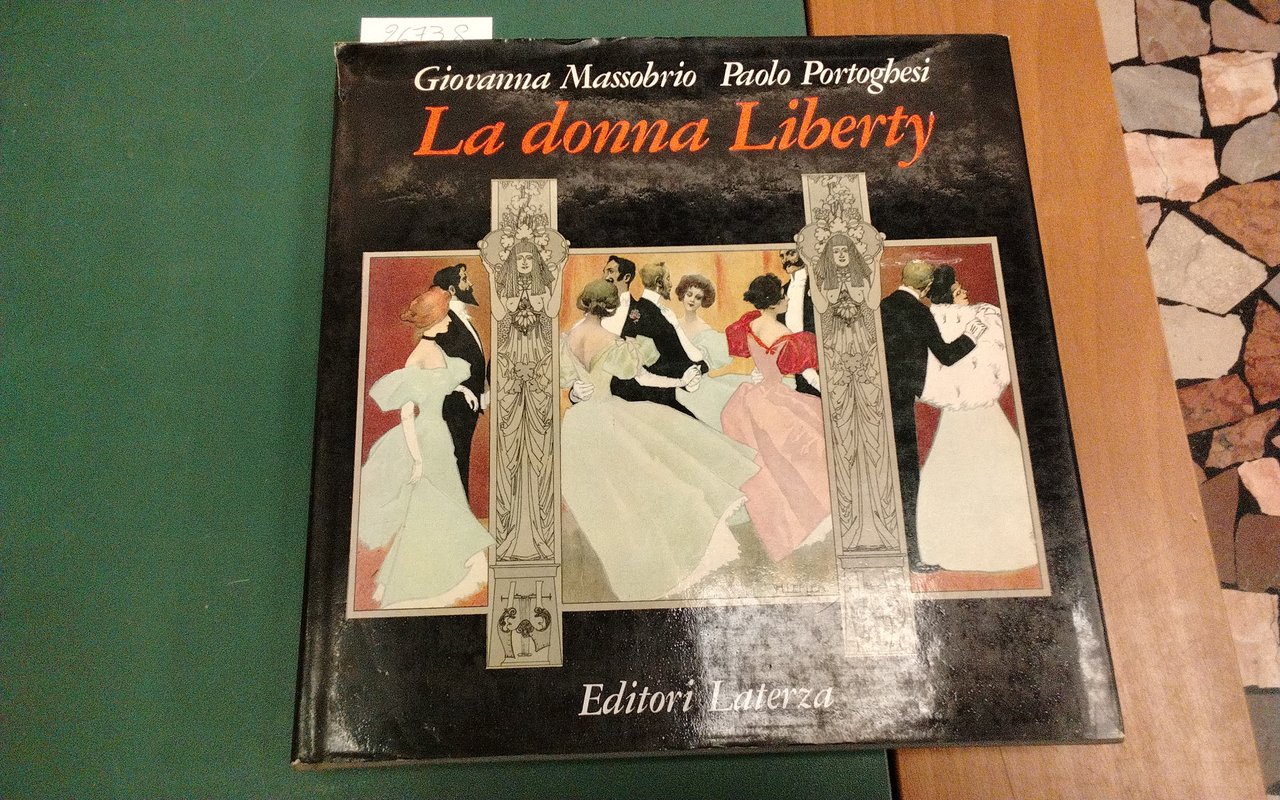 Giovanna Massobrio Paolo Portoghesi
La donna Liberty
Editori Laterza